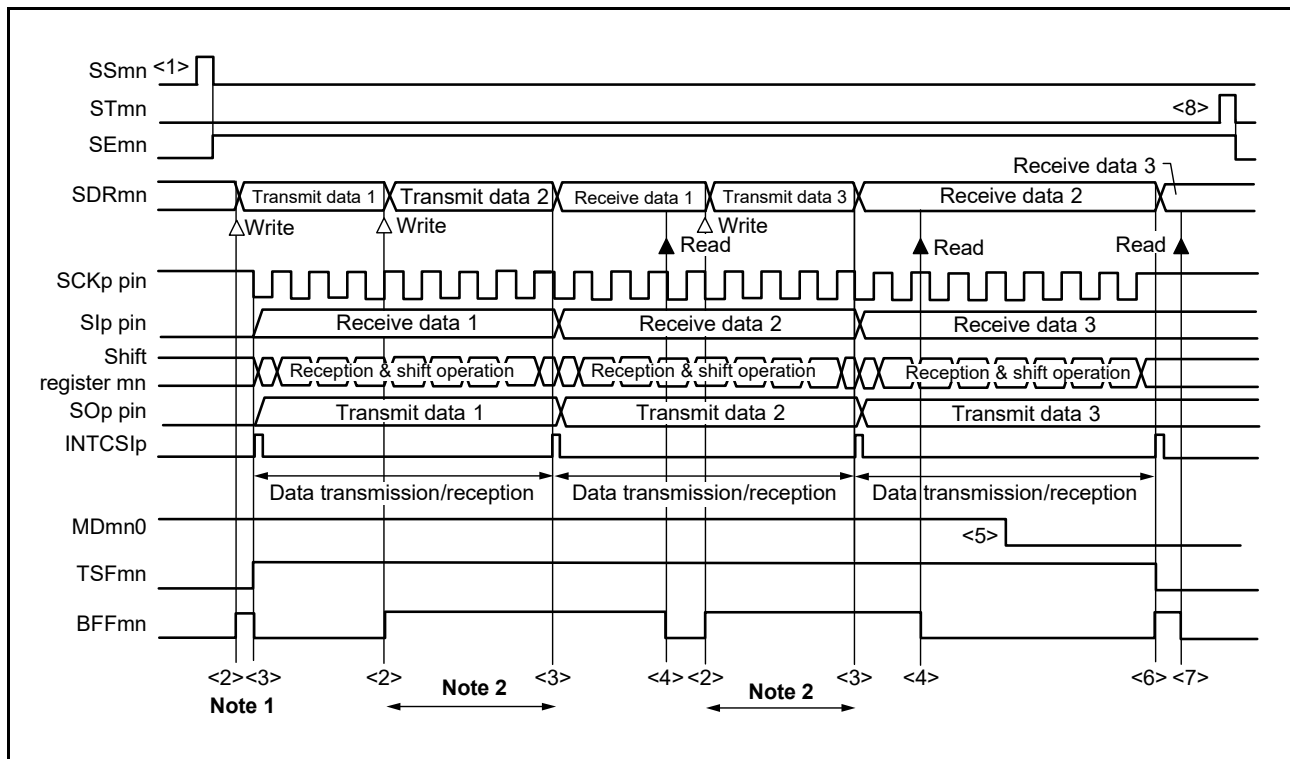 SSmn <1>
STmn <8>
SEmn
Receive data 3
SDRmn Transmit data 1 Transmit data 2 Receive data 1 Transmit data 3 Receive data 2
Write Write Write
Read Read Read
SCKp pin
SIp pin Receive data 1 Receive data 2 Receive data 3
Shift
register mn Reception & shift operation Reception & shift operation Reception & shift operation
SOp pin Transmit data 1 Transmit data 2 Transmit data 3
INTCSIp
Data transmission/reception Data transmission/reception Data transmission/reception
MDmn0 <5>
TSFmn
BFFmn
<2> <3> <2> <3> <4> <2> <3> <4> <6> <7>
Note 1 Note 2 Note 2